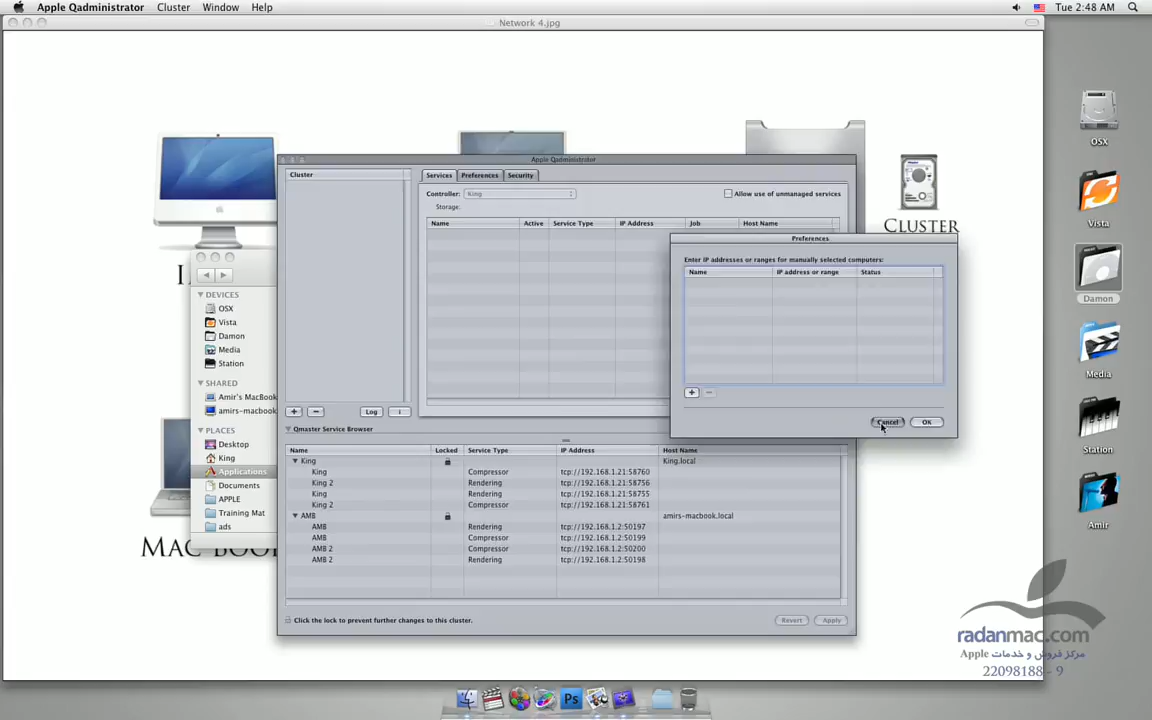 Apple Qadministrator Cluster Window Help Tue 2:48 AM
Network 4.jpg
OSX
Vista
Damon
Media
Station
Amir
CLUSTER
I
MAC BOO
DEVICES
OSX
Vista
Damon
Media
Station
SHARED
Amir's MacBook
amirs-macbook
PLACES
Desktop
King
Applications
Documents
APPLE
Training Mat
ads
Apple Qadministrator
Cluster
Services Preferences Security
Controller: King Allow use of unmanaged services
Storage:
Name Active Service Type IP Address Job Host Name
+ − Log i
Preferences
Enter IP addresses or ranges for manually selected computers:
Name IP address or range Status
+ −
Cancel OK
Qmaster Service Browser
Name Locked Service Type IP Address Host Name
King King.local
King Compressor tcp://192.168.1.21:58760
King 2 Rendering tcp://192.168.1.21:58756
King Rendering tcp://192.168.1.21:58755
King 2 Compressor tcp://192.168.1.21:58761
AMB amirs-macbook.local
AMB Rendering tcp://192.168.1.2:50197
AMB Compressor tcp://192.168.1.2:50199
AMB 2 Compressor tcp://192.168.1.2:50200
AMB 2 Rendering tcp://192.168.1.2:50198
Click the lock to prevent further changes to this cluster.
Revert Apply
Ps
radanmac.com
مرکز فروش و خدمات Apple
22098188 - 9